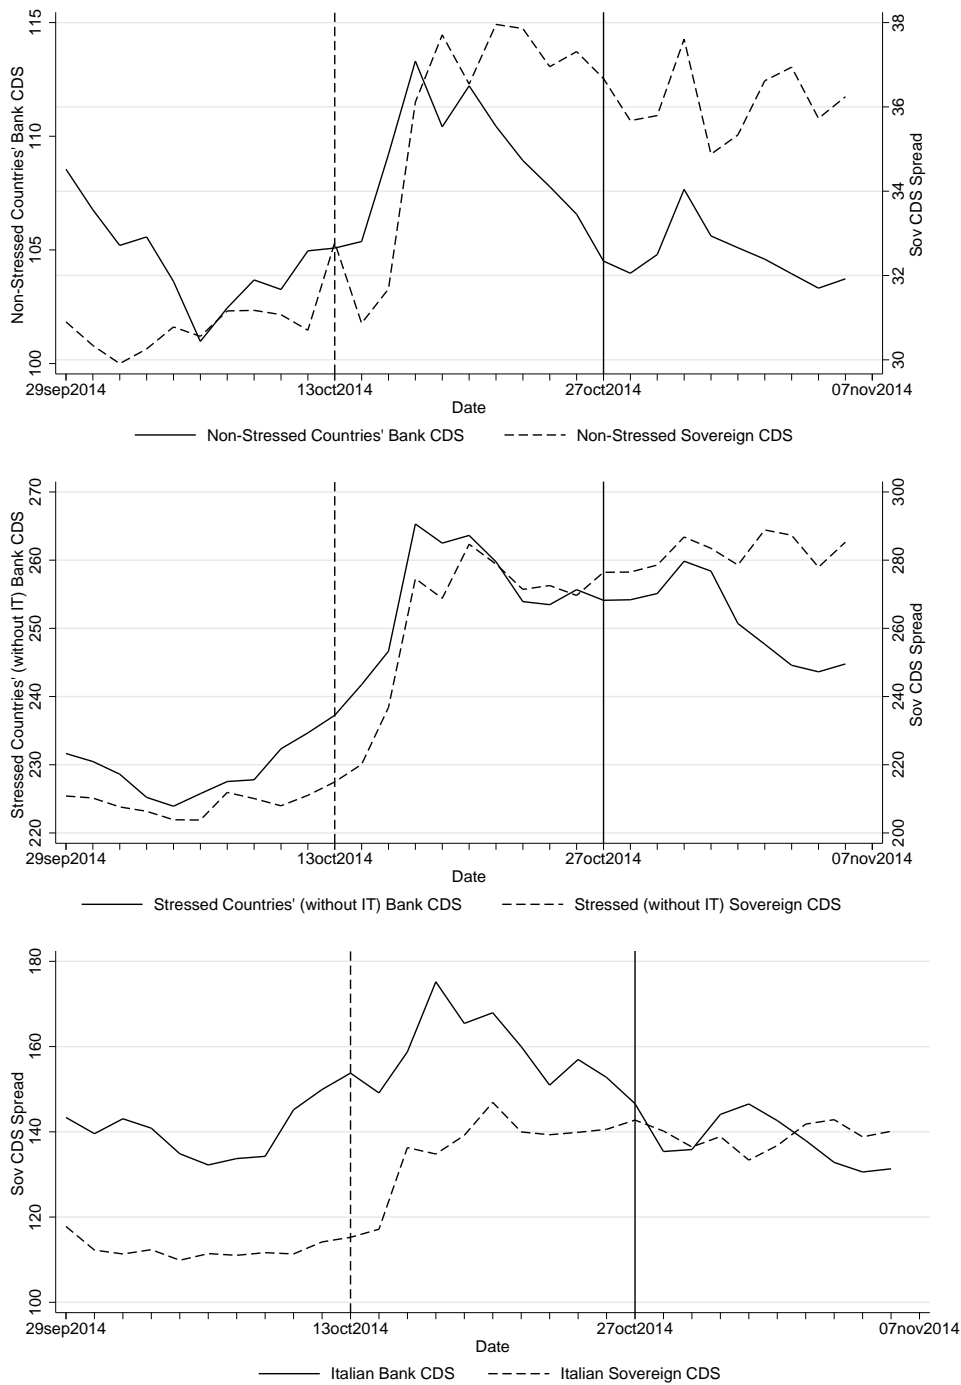 Non-Stressed Countries' Bank CDS
115
110
105
100
38
36
34
32
30
Sov CDS Spread
29sep2014 13oct2014 27oct2014 07nov2014
Date
Non-Stressed Countries' Bank CDS Non-Stressed Sovereign CDS
Stressed Countries' (without IT) Bank CDS
270
260
250
240
230
220
300
280
260
240
220
200
Sov CDS Spread
29sep2014 13oct2014 27oct2014 07nov2014
Date
Stressed Countries' (without IT) Bank CDS Stressed (without IT) Sovereign CDS
Sov CDS Spread
180
160
140
120
100
29sep2014 13oct2014 27oct2014 07nov2014
Date
Italian Bank CDS Italian Sovereign CDS